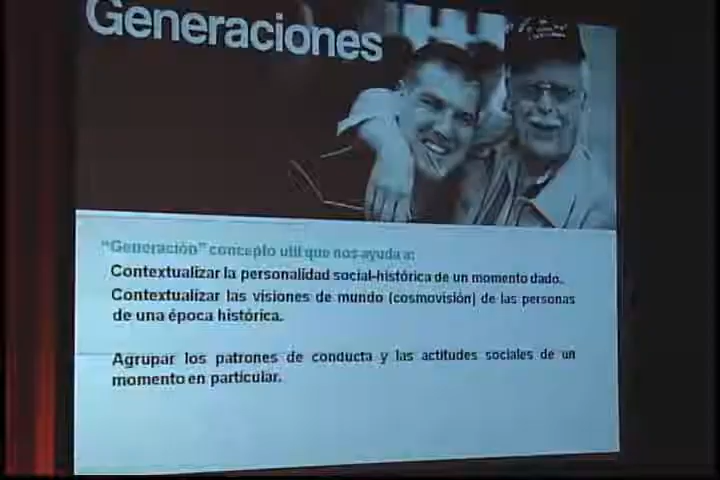 Generaciones
"Generación" concepto util que nos ayuda a:
Contextualizar la personalidad social-histórica de un momento dado.
Contextualizar las visiones de mundo (cosmovisión) de las personas
de una época histórica.
Agrupar los patrones de conducta y las actitudes sociales de un
momento en particular.